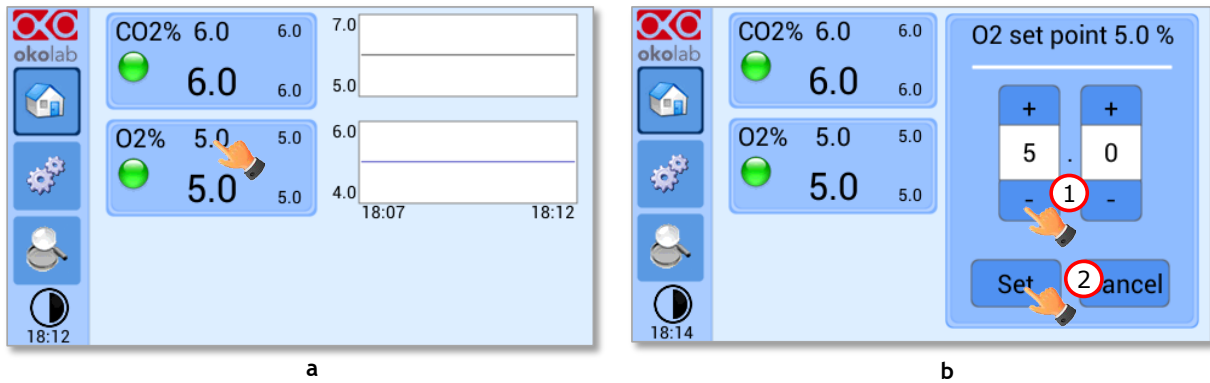 okolab
CO2% 6.0 6.0
6.0 6.0
O2% 5.0 5.0
5.0 5.0
7.0
5.0
6.0
4.0
18:07 18:12
18:12
a
okolab
CO2% 6.0 6.0
6.0 6.0
O2% 5.0 5.0
5.0 5.0
O2 set point 5.0 %
+ +
5 . 0
- -
1
Set
2
ancel
18:14
b